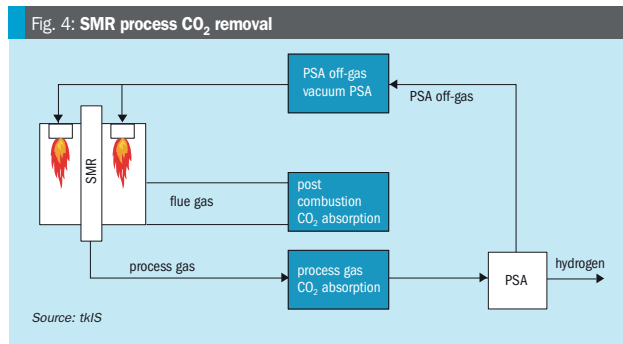 Fig. 4: SMR process CO₂ removal
PSA off-gas
vacuum PSA
PSA off-gas
SMR
flue gas
post
combustion
CO₂ absorption
process gas
process gas
CO₂ absorption
PSA
hydrogen
Source: tkIS